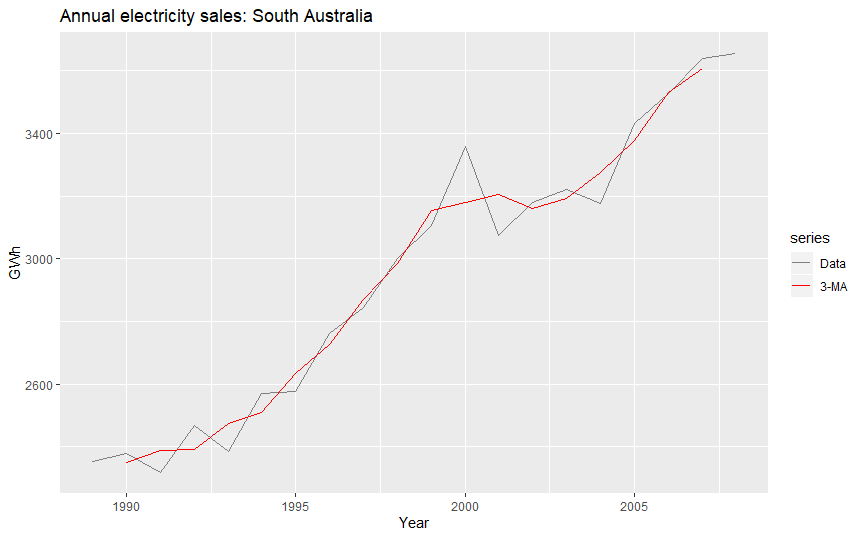 Annual electricity sales: South Australia
GWh
3400
3000
2600
1990 1995 2000 2005
Year
series
Data
3-MA